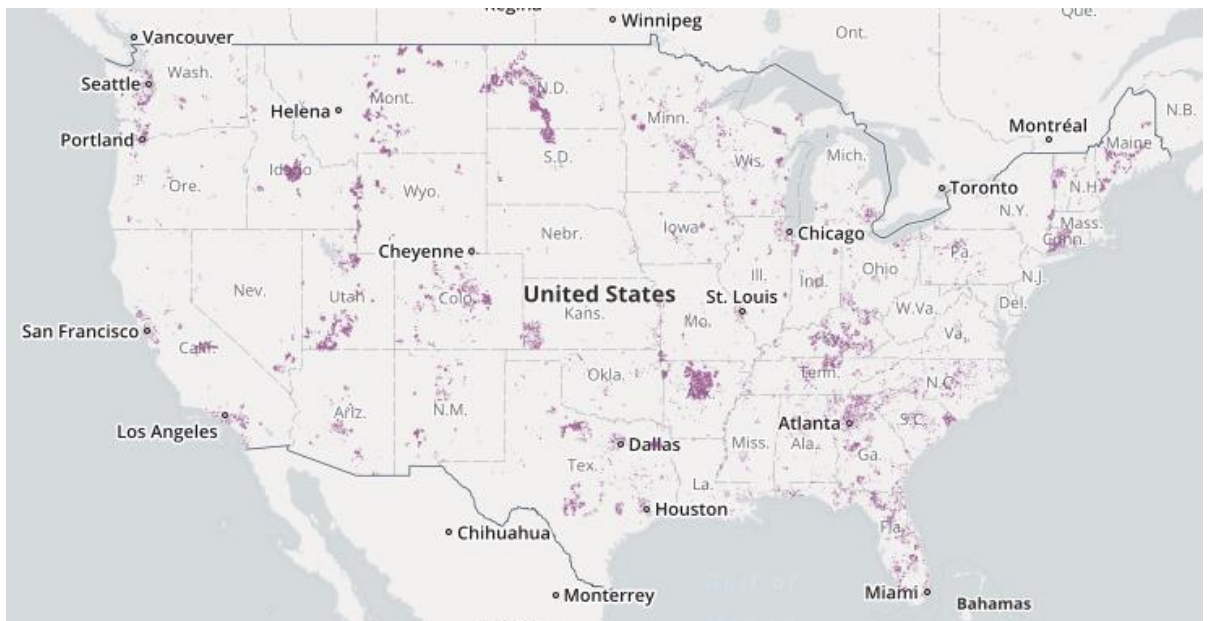 Winnipeg
Ont.
Que.
Vancouver
Wash.
Seattle
Mont.
N.D.
Helena
Minn.
Montréal
N.B.
Maine
Portland
Idaho
S.D.
Wis.
Mich.
Ore.
Wyo.
Toronto
N.H.
N.Y.
Mass.
Conn.
Nebr.
Iowa
Chicago
Cheyenne
Pa.
Ohio
Ill.
Ind.
N.J.
Nev.
Utah
Colo.
United States
St. Louis
Del.
Kans.
W.Va.
San Francisco
Mo.
Va.
Calif.
Okla.
Tenn.
N.C.
Ariz.
N.M.
Los Angeles
Atlanta
S.C.
Dallas
Miss.
Ala.
Ga.
Tex.
La.
Houston
Fla.
Chihuahua
Gulf of
Monterrey
Miami
Bahamas